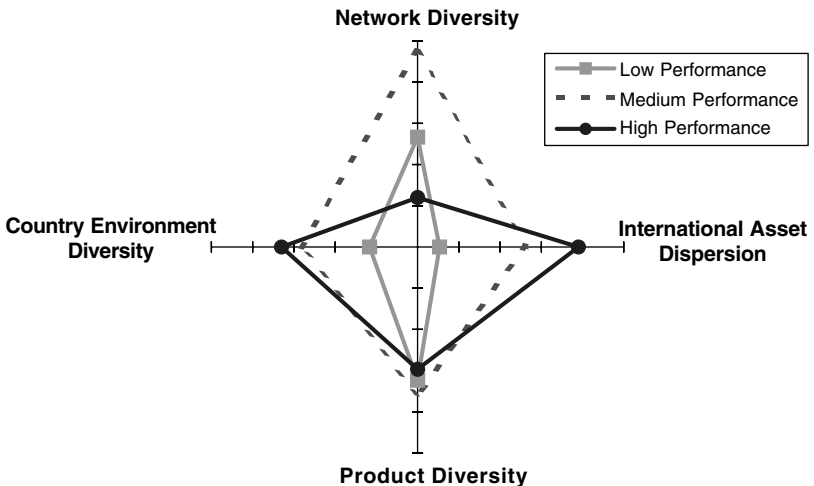 Network Diversity
Low Performance
Medium Performance
High Performance
Country Environment
Diversity
International Asset
Dispersion
Product Diversity